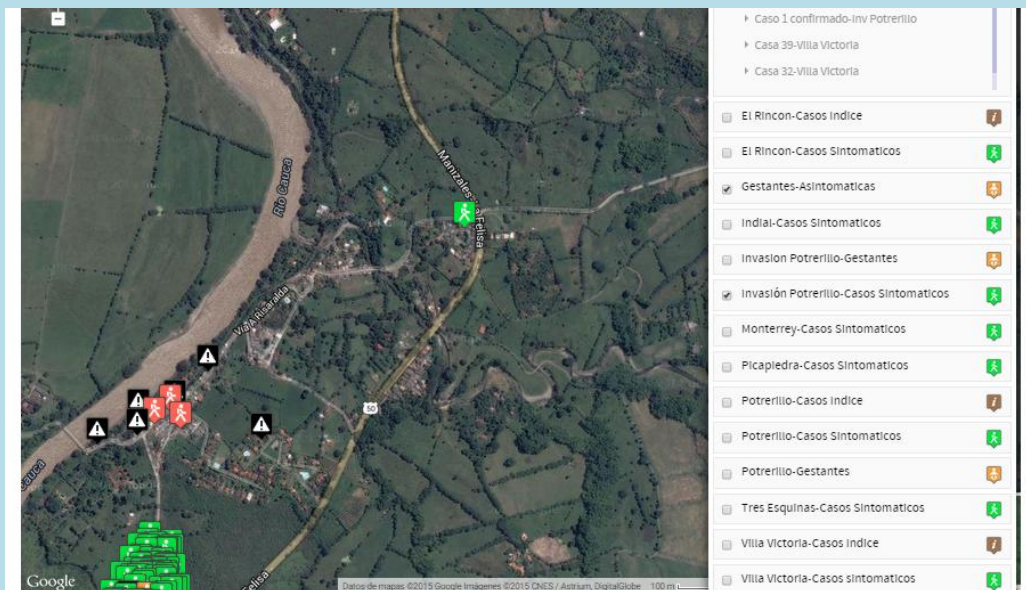 Río Cauca
Manizales-La Felisa
Vía A Risaralda
50
Cauca
Felisa
Google
Datos de mapas ©2015 Google Imágenes ©2015 CNES / Astrium, DigitalGlobe 100 m
Caso 1 confirmado-Inv Potrerillo
Casa 39-Villa Victoria
Casa 32-Villa Victoria
El Rincon-Casos Indice
El Rincon-Casos Sintomaticos
Gestantes-Asintomaticas
Indial-Casos Sintomaticos
Invasion Potrerillo-Gestantes
Invasión Potrerillo-Casos Sintomaticos
Monterrey-Casos Sintomaticos
Picapiedra-Casos Sintomaticos
Potrerillo-Casos Indice
Potrerillo-Casos Sintomaticos
Potrerillo-Gestantes
Tres Esquinas-Casos Sintomaticos
Villa Victoria-Casos Indice
Villa Victoria-Casos sintomaticos